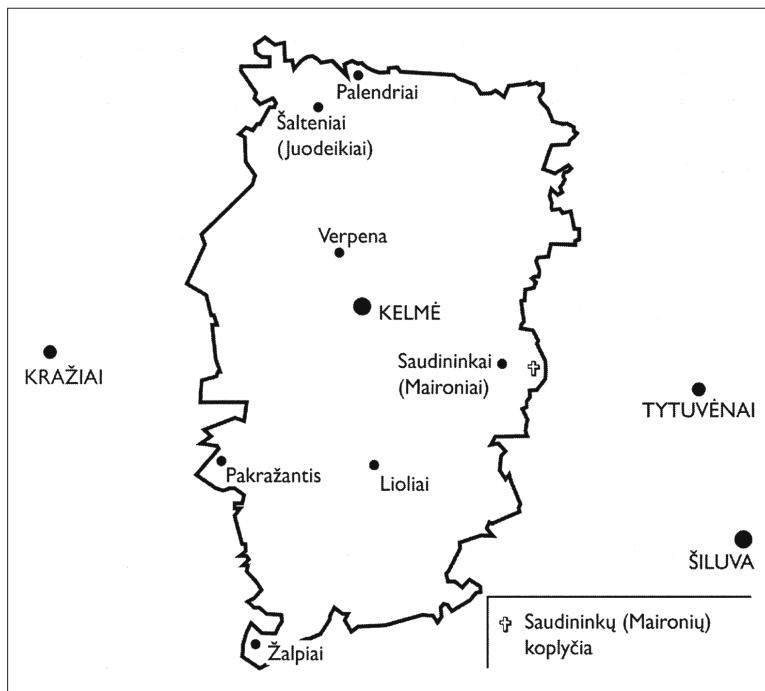 Palendriai
Šalteniai
(Juodeikiai)
Verpena
KELMĖ
KRAŽIAI
Saudininkai
(Maironiai)
TYTUVĖNAI
Pakražantis
Lioliai
ŠILUVA
Žalpiai
Saudininkų (Maironių)
koplyčia